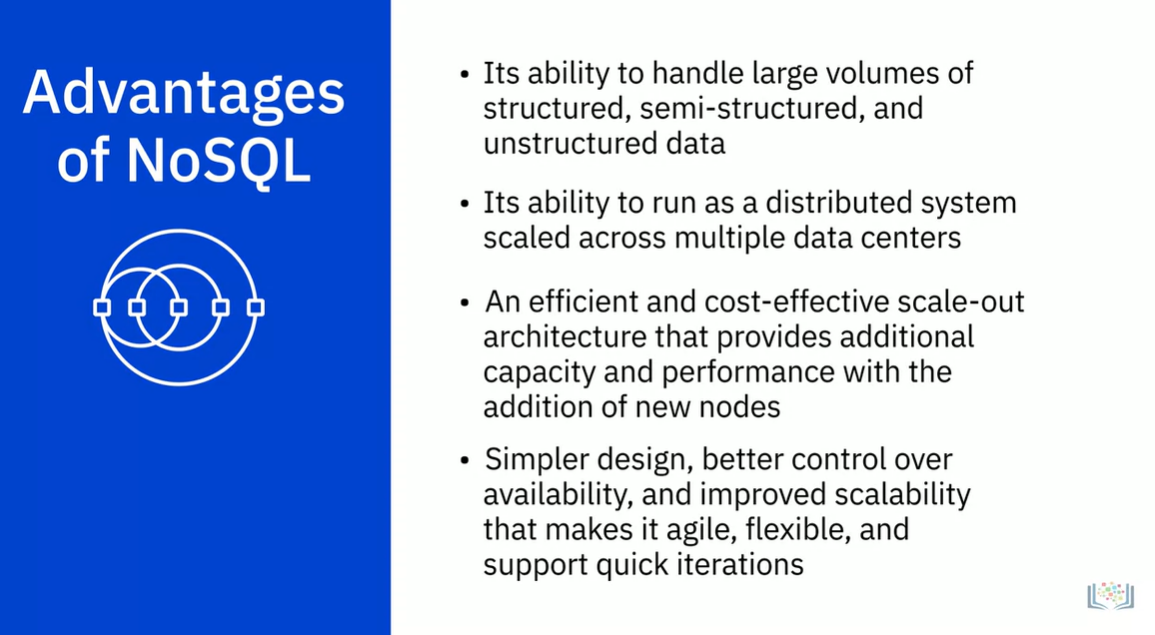 Advantages
of NoSQL
• Its ability to handle large volumes of
structured, semi-structured, and
unstructured data
• Its ability to run as a distributed system
scaled across multiple data centers
• An efficient and cost-effective scale-out
architecture that provides additional
capacity and performance with the
addition of new nodes
• Simpler design, better control over
availability, and improved scalability
that makes it agile, flexible, and
support quick iterations